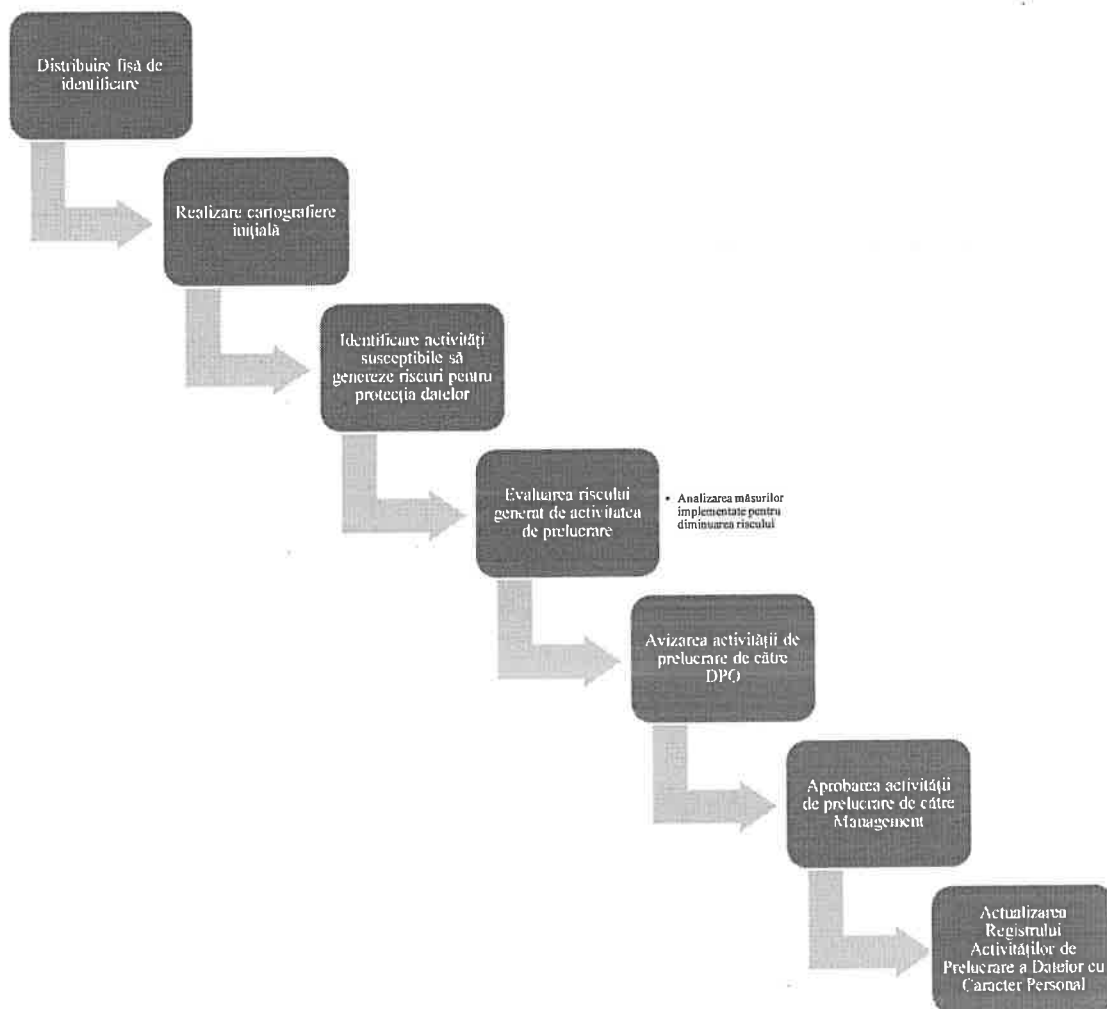 Distribuire fișă de
identificare
Realizare cartografiere
inițială
Identificare activități
susceptibile să
genereze riscuri pentru
protecția datelor
Evaluarea riscului
generat de activitatea
de prelucrare
• Analizarea măsurilor
implementate pentru
diminuarea riscului
Avizarea activității de
prelucrare de către
DPO
Aprobarea activității
de prelucrare de către
Management
Actualizarea
Registrului
Activităților de
Prelucrare a Datelor cu
Caracter Personal